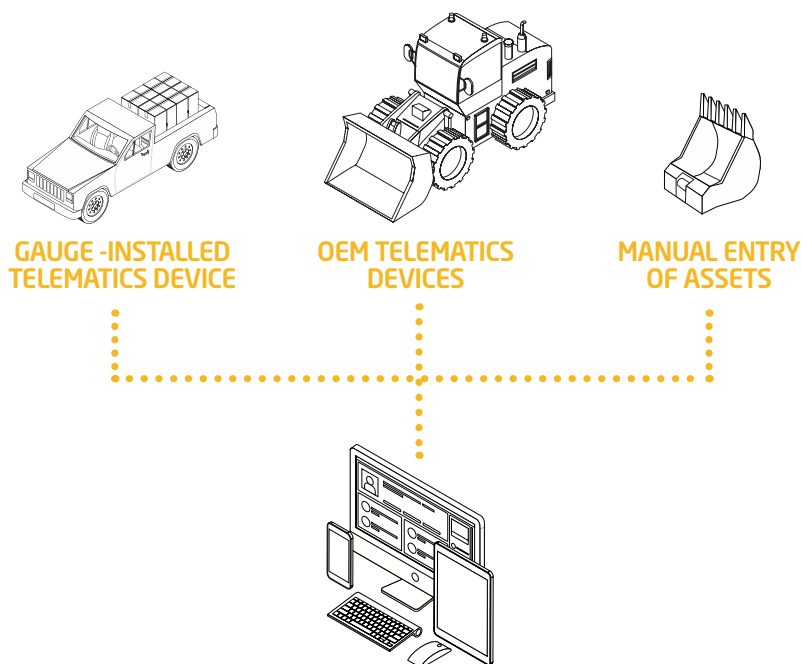 GAUGE -INSTALLED
TELEMATICS DEVICE
OEM TELEMATICS
DEVICES
MANUAL ENTRY
OF ASSETS